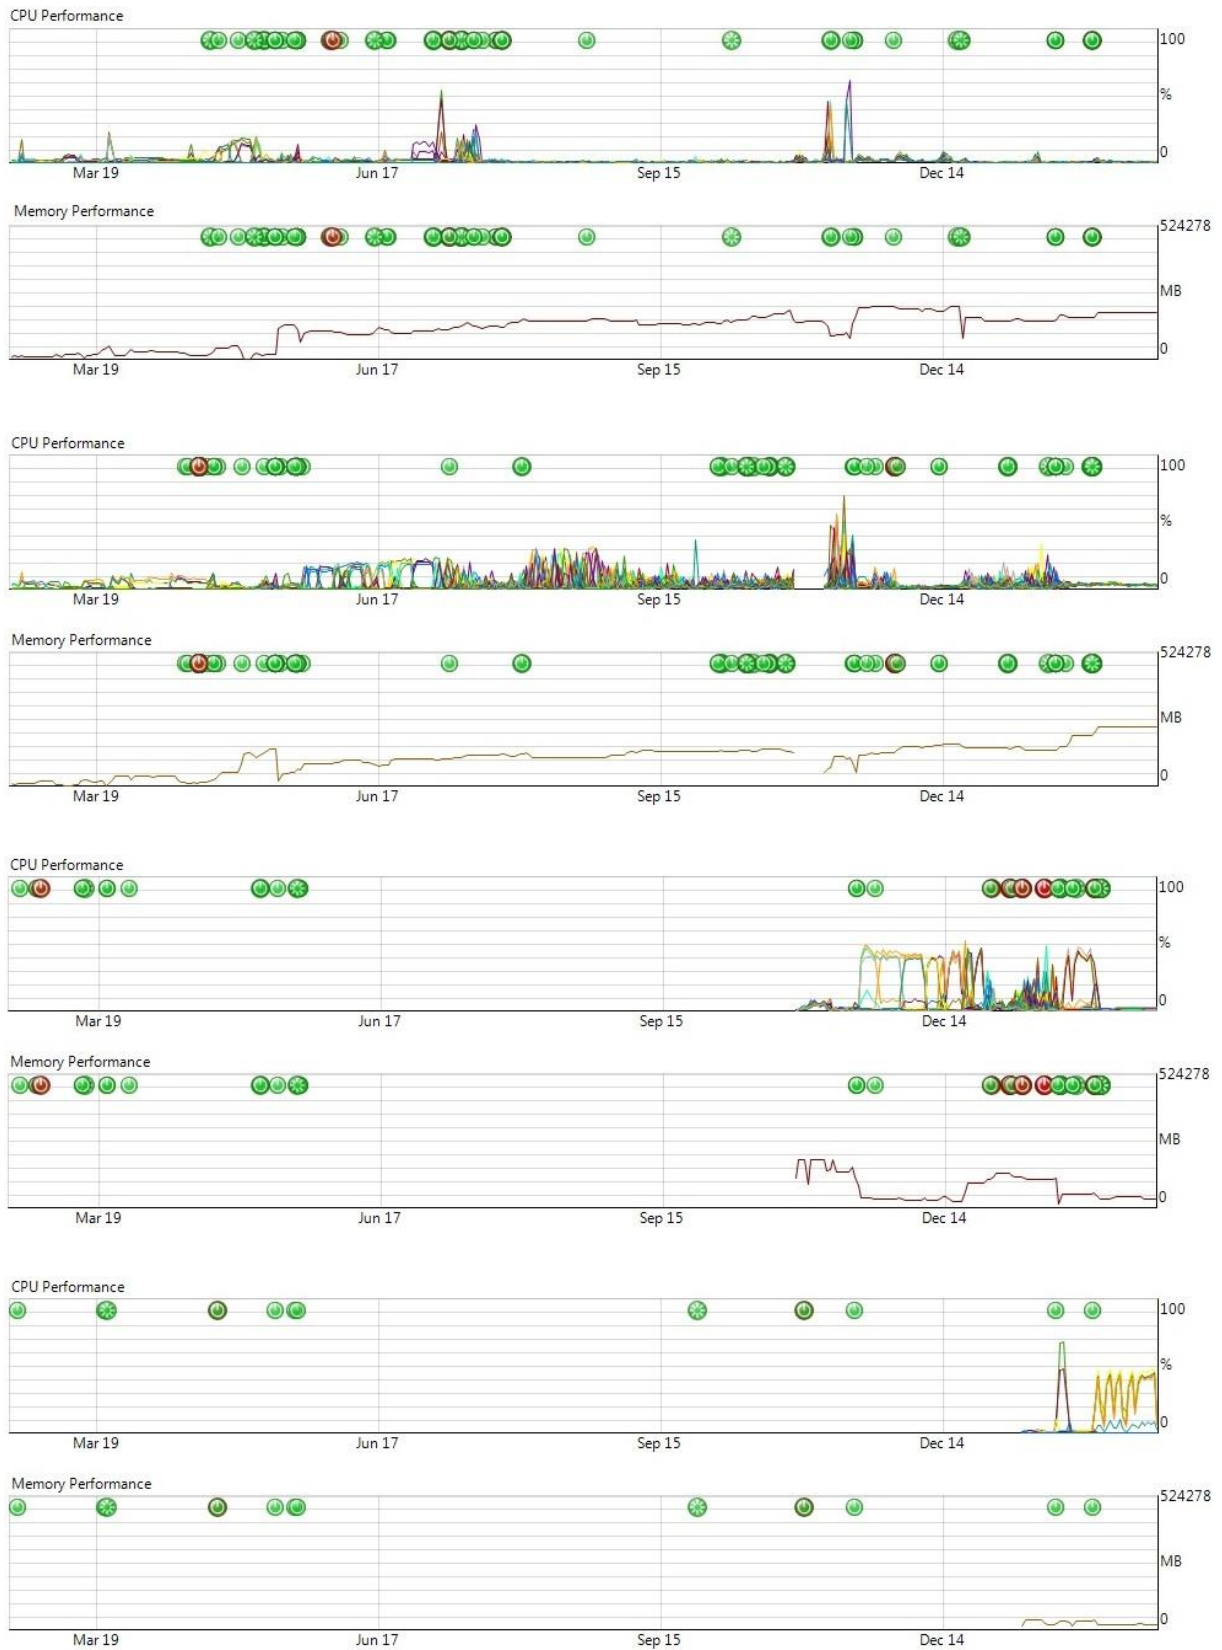 CPU Performance
100
%
0
Mar 19 Jun 17 Sep 15 Dec 14
Memory Performance
524278
MB
0
Mar 19 Jun 17 Sep 15 Dec 14
CPU Performance
100
%
0
Mar 19 Jun 17 Sep 15 Dec 14
Memory Performance
524278
MB
0
Mar 19 Jun 17 Sep 15 Dec 14
CPU Performance
100
%
0
Mar 19 Jun 17 Sep 15 Dec 14
Memory Performance
524278
MB
0
Mar 19 Jun 17 Sep 15 Dec 14
CPU Performance
100
%
0
Mar 19 Jun 17 Sep 15 Dec 14
Memory Performance
524278
MB
0
Mar 19 Jun 17 Sep 15 Dec 14